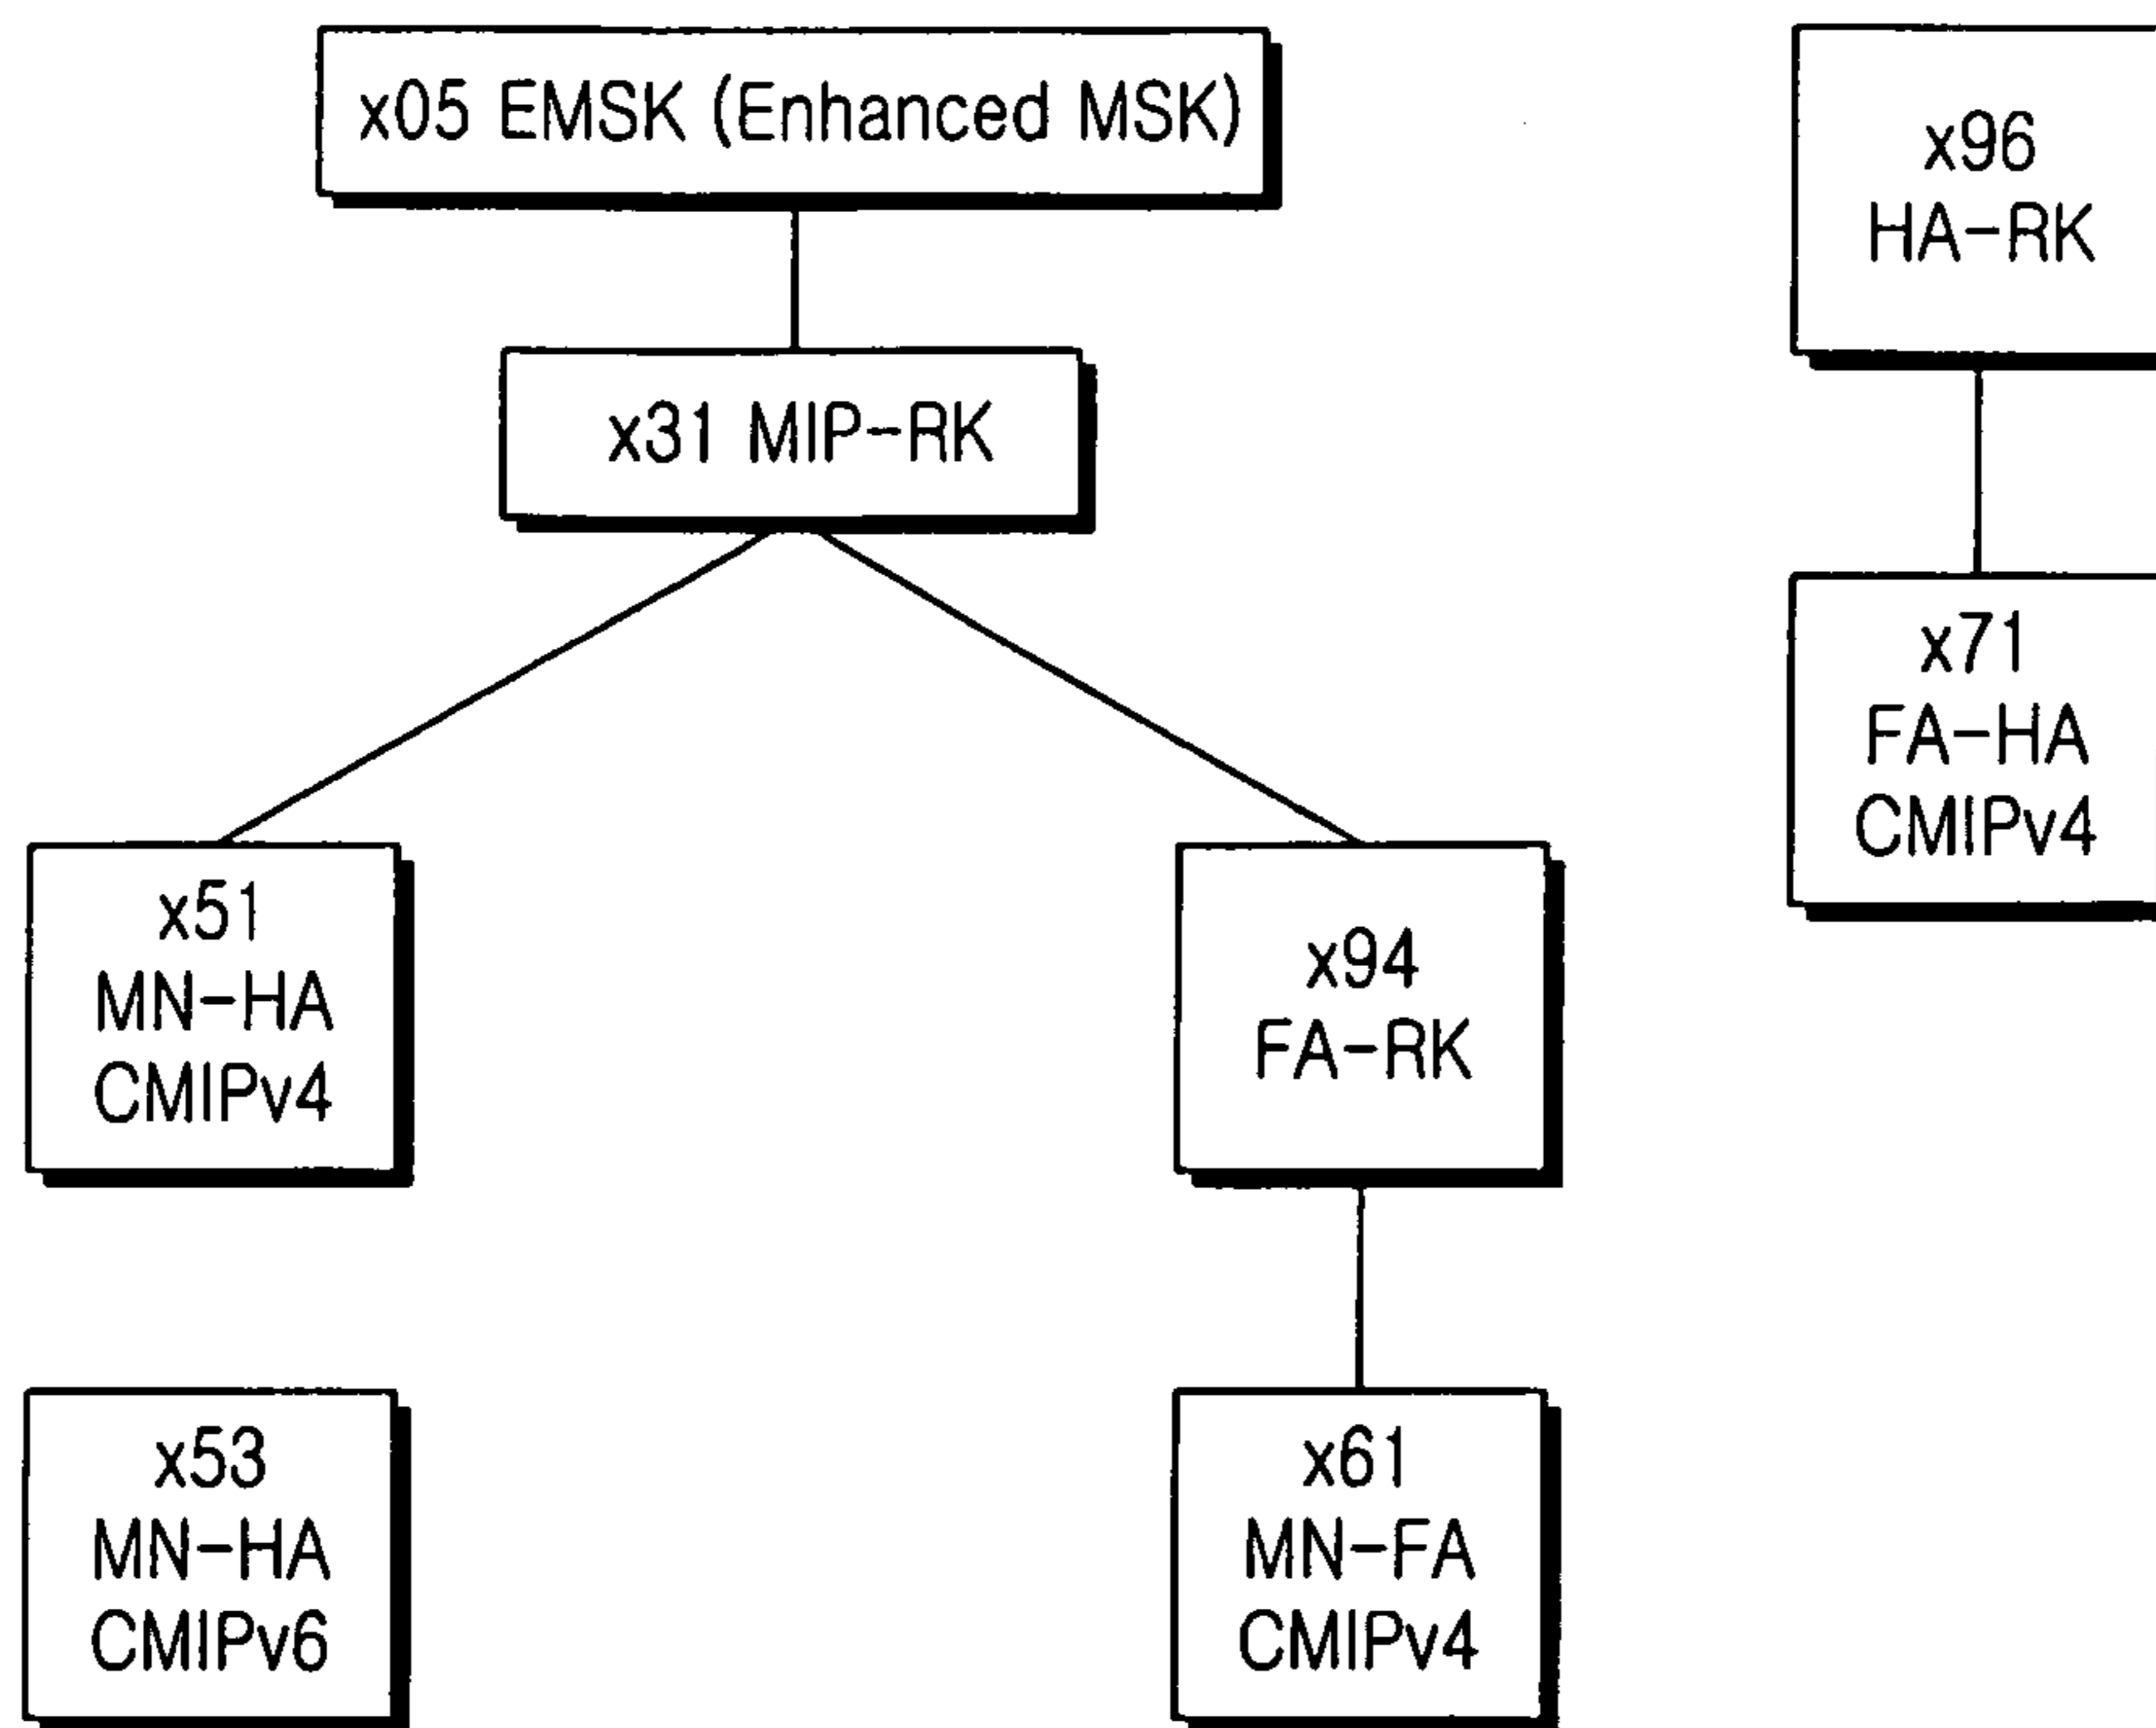 x05 EMSK (Enhanced MSK)
x31 MIP-RK
x51
MN-HA
CMIPv4
x94
FA-RK
x53
MN-HA
CMIPv6
x61
MN-FA
CMIPv4
x96
HA-RK
x71
FA-HA
CMIPv4